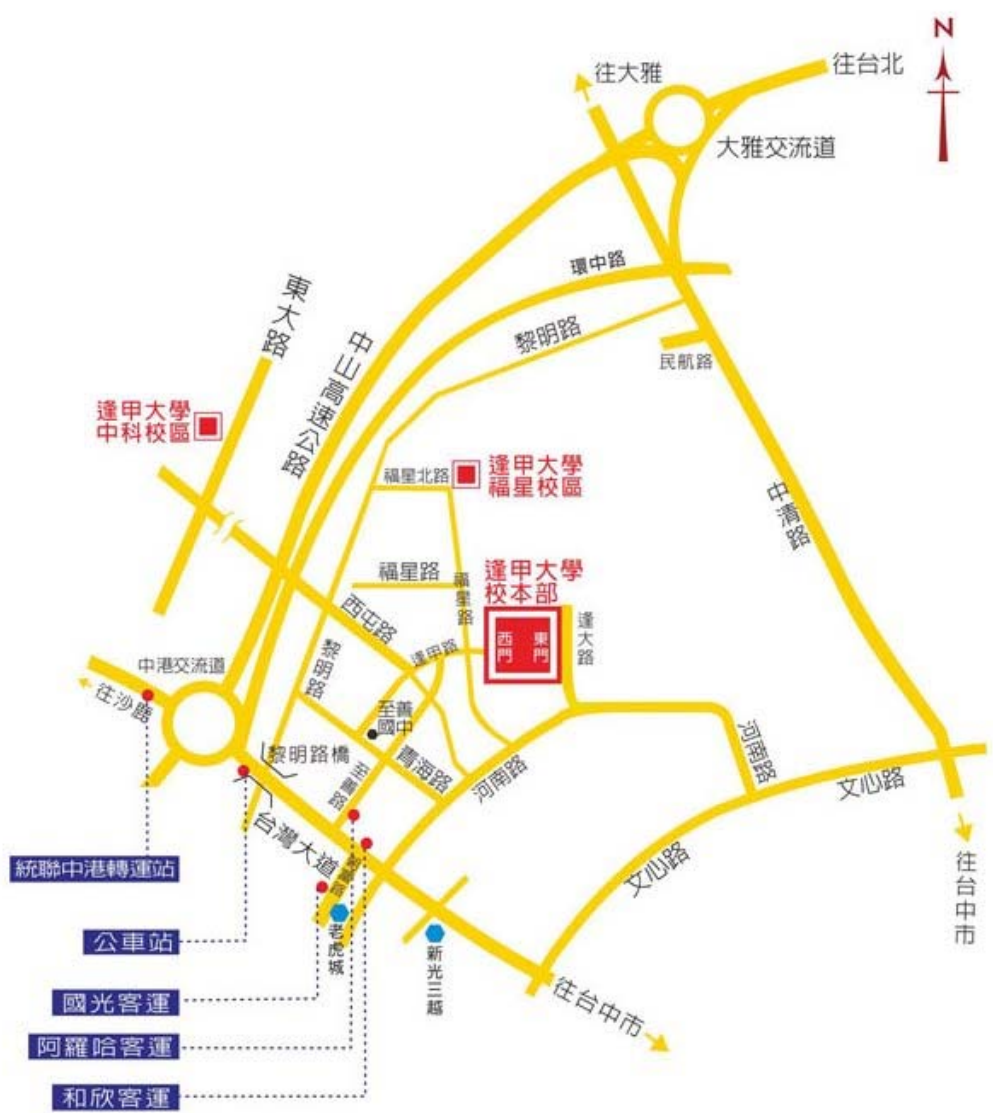 N
往台北
往大雅
大雅交流道
環中路
東大路
中山高速公路
黎明路
民航路
逢甲大學
中科校區
福星北路
逢甲大學
福星校區
中清路
福星路
福星路
逢甲大學
校本部
西屯路
西門
東門
逢大路
黎明路
逢甲路
中港交流道
往沙鹿
至善
國中
黎明路橋
青海路
河南路
河南路
至善路
文心路
台灣大道
文心路
往台中市
統聯中港轉運站
公車站
老虎城
新光三越
國光客運
往台中市
阿羅哈客運
和欣客運